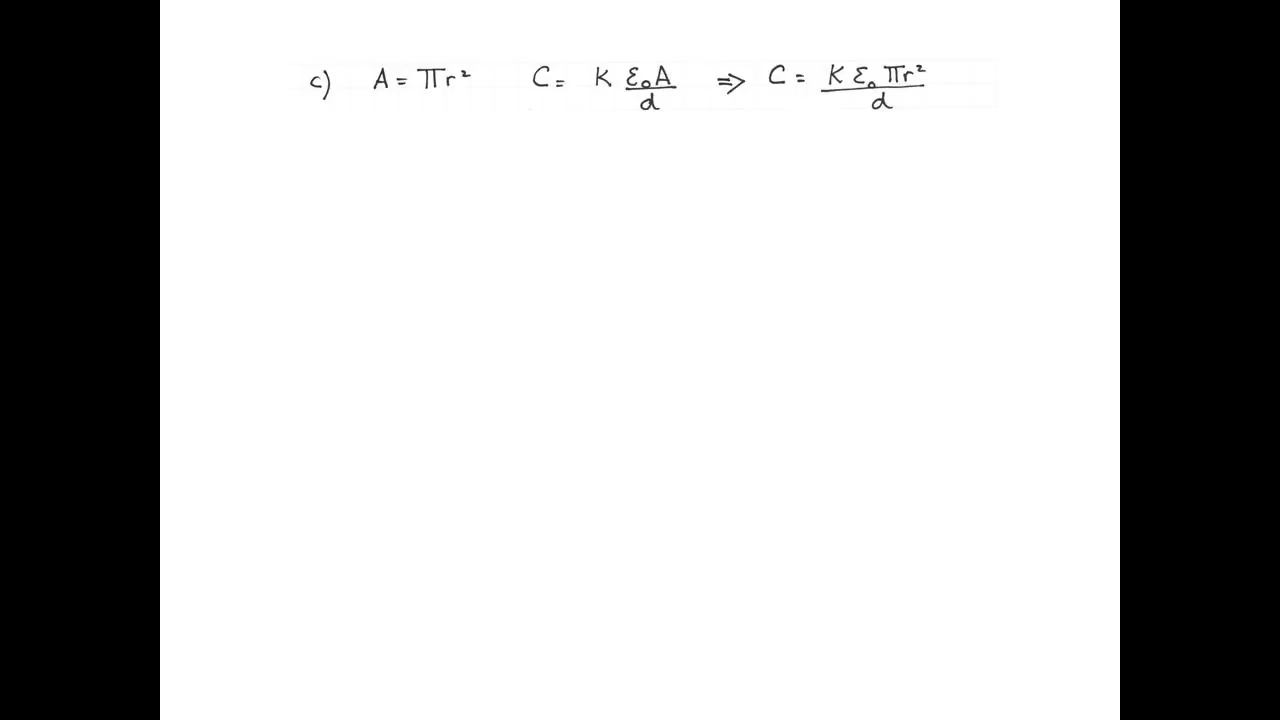 c) A = πr² C = K ε₀A/d ⇒ C = K ε₀ πr²/d